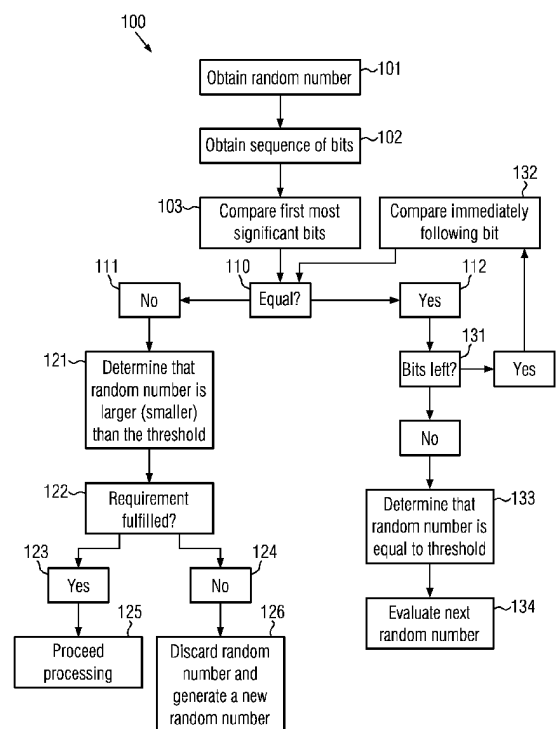 100
Obtain random number
101
Obtain sequence of bits
102
132
103
Compare first most
significant bits
Compare immediately
following bit
111
110
112
No
Equal?
Yes
121
Determine that
random number is
larger (smaller)
than the threshold
131
Bits left?
Yes
No
122
Requirement
fulfilled?
133
Determine that
random number is
equal to threshold
123
Yes
124
No
134
Evaluate next
random number
125
Proceed
processing
126
Discard random
number and
generate a new
random number